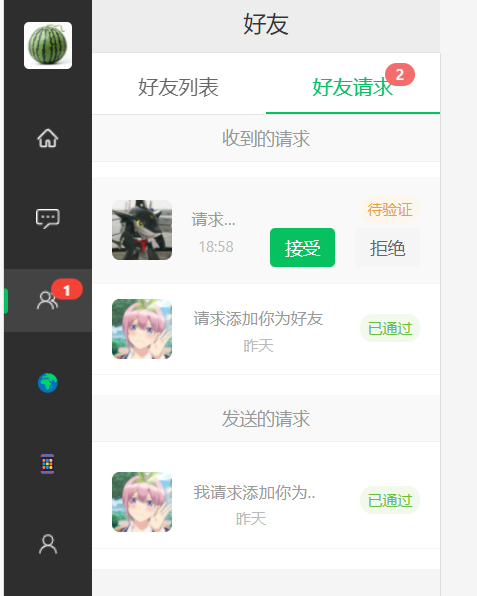 好友
好友列表
好友请求
2
收到的请求
待验证
请求...
18:58
接受
拒绝
1
请求添加你为好友
已通过
昨天
发送的请求
我请求添加你为..
已通过
昨天